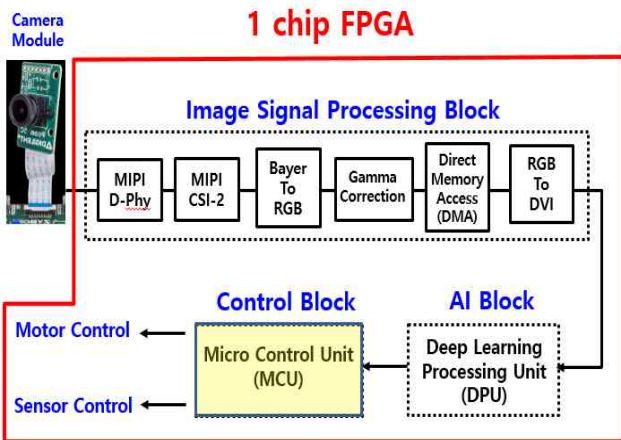 Camera
Module
1 chip FPGA
Image Signal Processing Block
MIPI
D-Phy
MIPI
CSI-2
Bayer
To
RGB
Gamma
Correction
Direct
Memory
Access
(DMA)
RGB
To
DVI
Control Block
AI Block
Motor Control
Sensor Control
Micro Control Unit
(MCU)
Deep Learning
Processing Unit
(DPU)